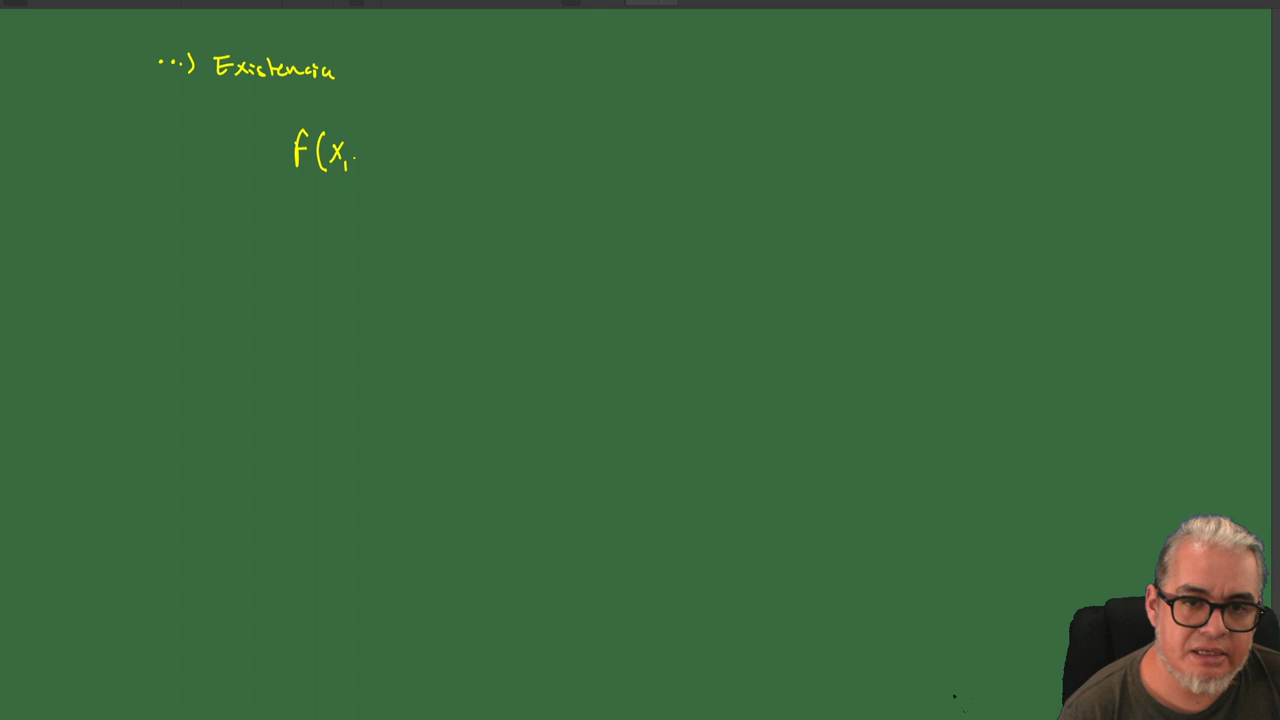 ...) Existencia
F(x,